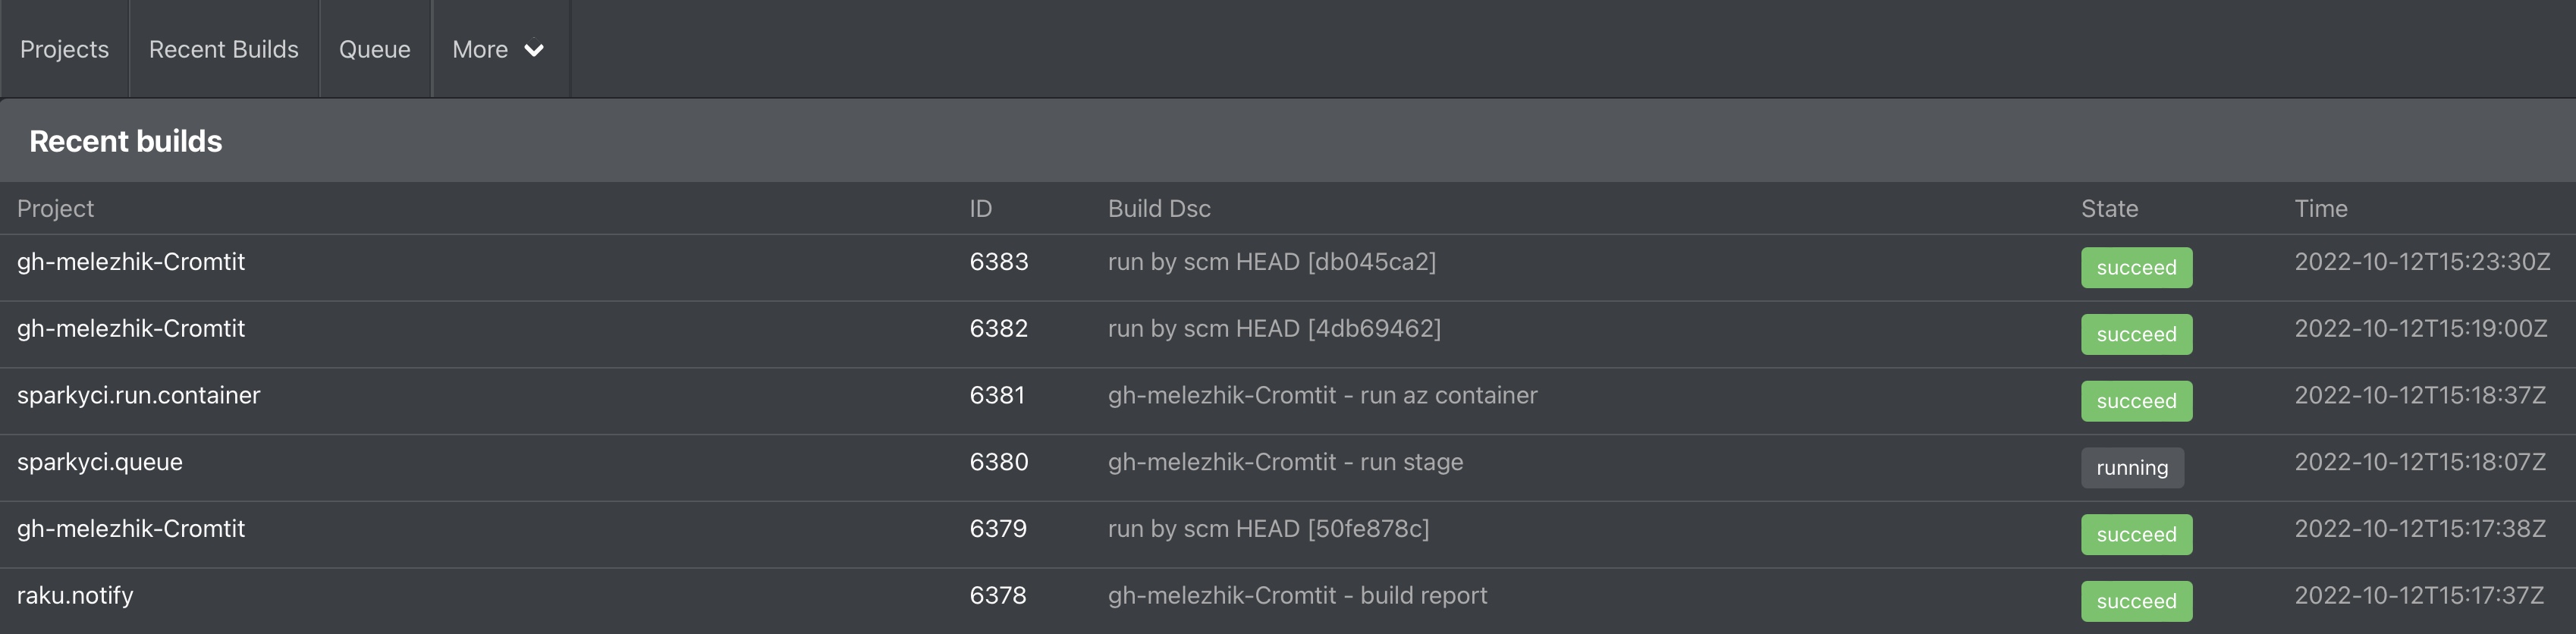 Projects Recent Builds Queue More
Recent builds
Project ID Build Dsc State Time
gh-melezhik-Cromtit 6383 run by scm HEAD [db045ca2] succeed 2022-10-12T15:23:30Z
gh-melezhik-Cromtit 6382 run by scm HEAD [4db69462] succeed 2022-10-12T15:19:00Z
sparkyci.run.container 6381 gh-melezhik-Cromtit - run az container succeed 2022-10-12T15:18:37Z
sparkyci.queue 6380 gh-melezhik-Cromtit - run stage running 2022-10-12T15:18:07Z
gh-melezhik-Cromtit 6379 run by scm HEAD [50fe878c] succeed 2022-10-12T15:17:38Z
raku.notify 6378 gh-melezhik-Cromtit - build report succeed 2022-10-12T15:17:37Z